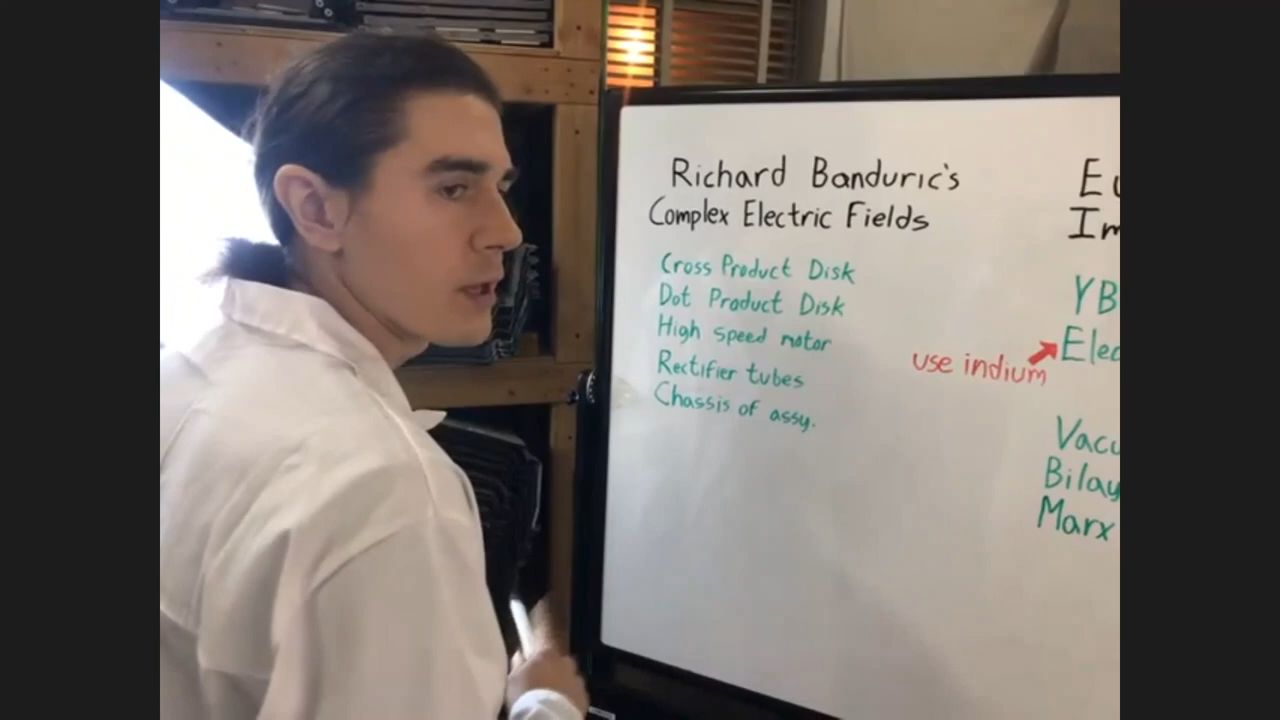 Richard Banduric's
Complex Electric Fields
Cross Product Disk
Dot Product Disk
High speed motor
Rectifier tubes
Chassis of assy.
use indium
E
Im
YB
Elec
Vacu
Bilay
Marx